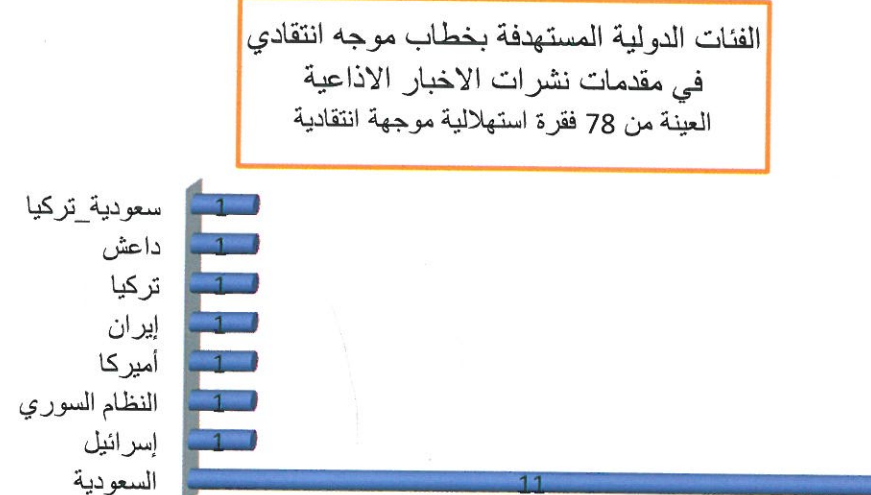 الفئات الدولية المستهدفة بخطاب موجه انتقادي
في مقدمات نشرات الاخبار الاذاعية
العينة من 78 فقرة استهلالية موجهة انتقادية
سعودية_تركيا 1
داعش 1
تركيا 1
إيران 1
أميركا 1
النظام السوري 1
إسرائيل 1
السعودية 11